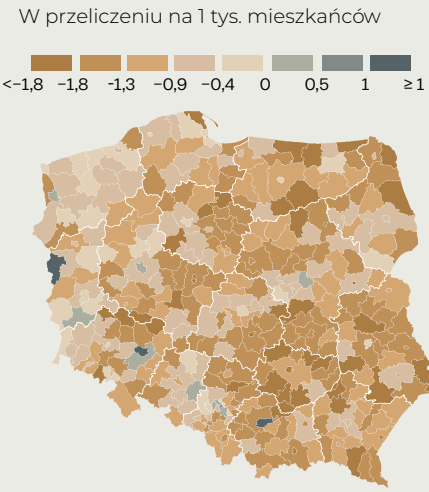 W przeliczeniu na 1 tys. mieszkańców
<−1,8 −1,8 −1,3 −0,9 −0,4 0 0,5 1 ≥1